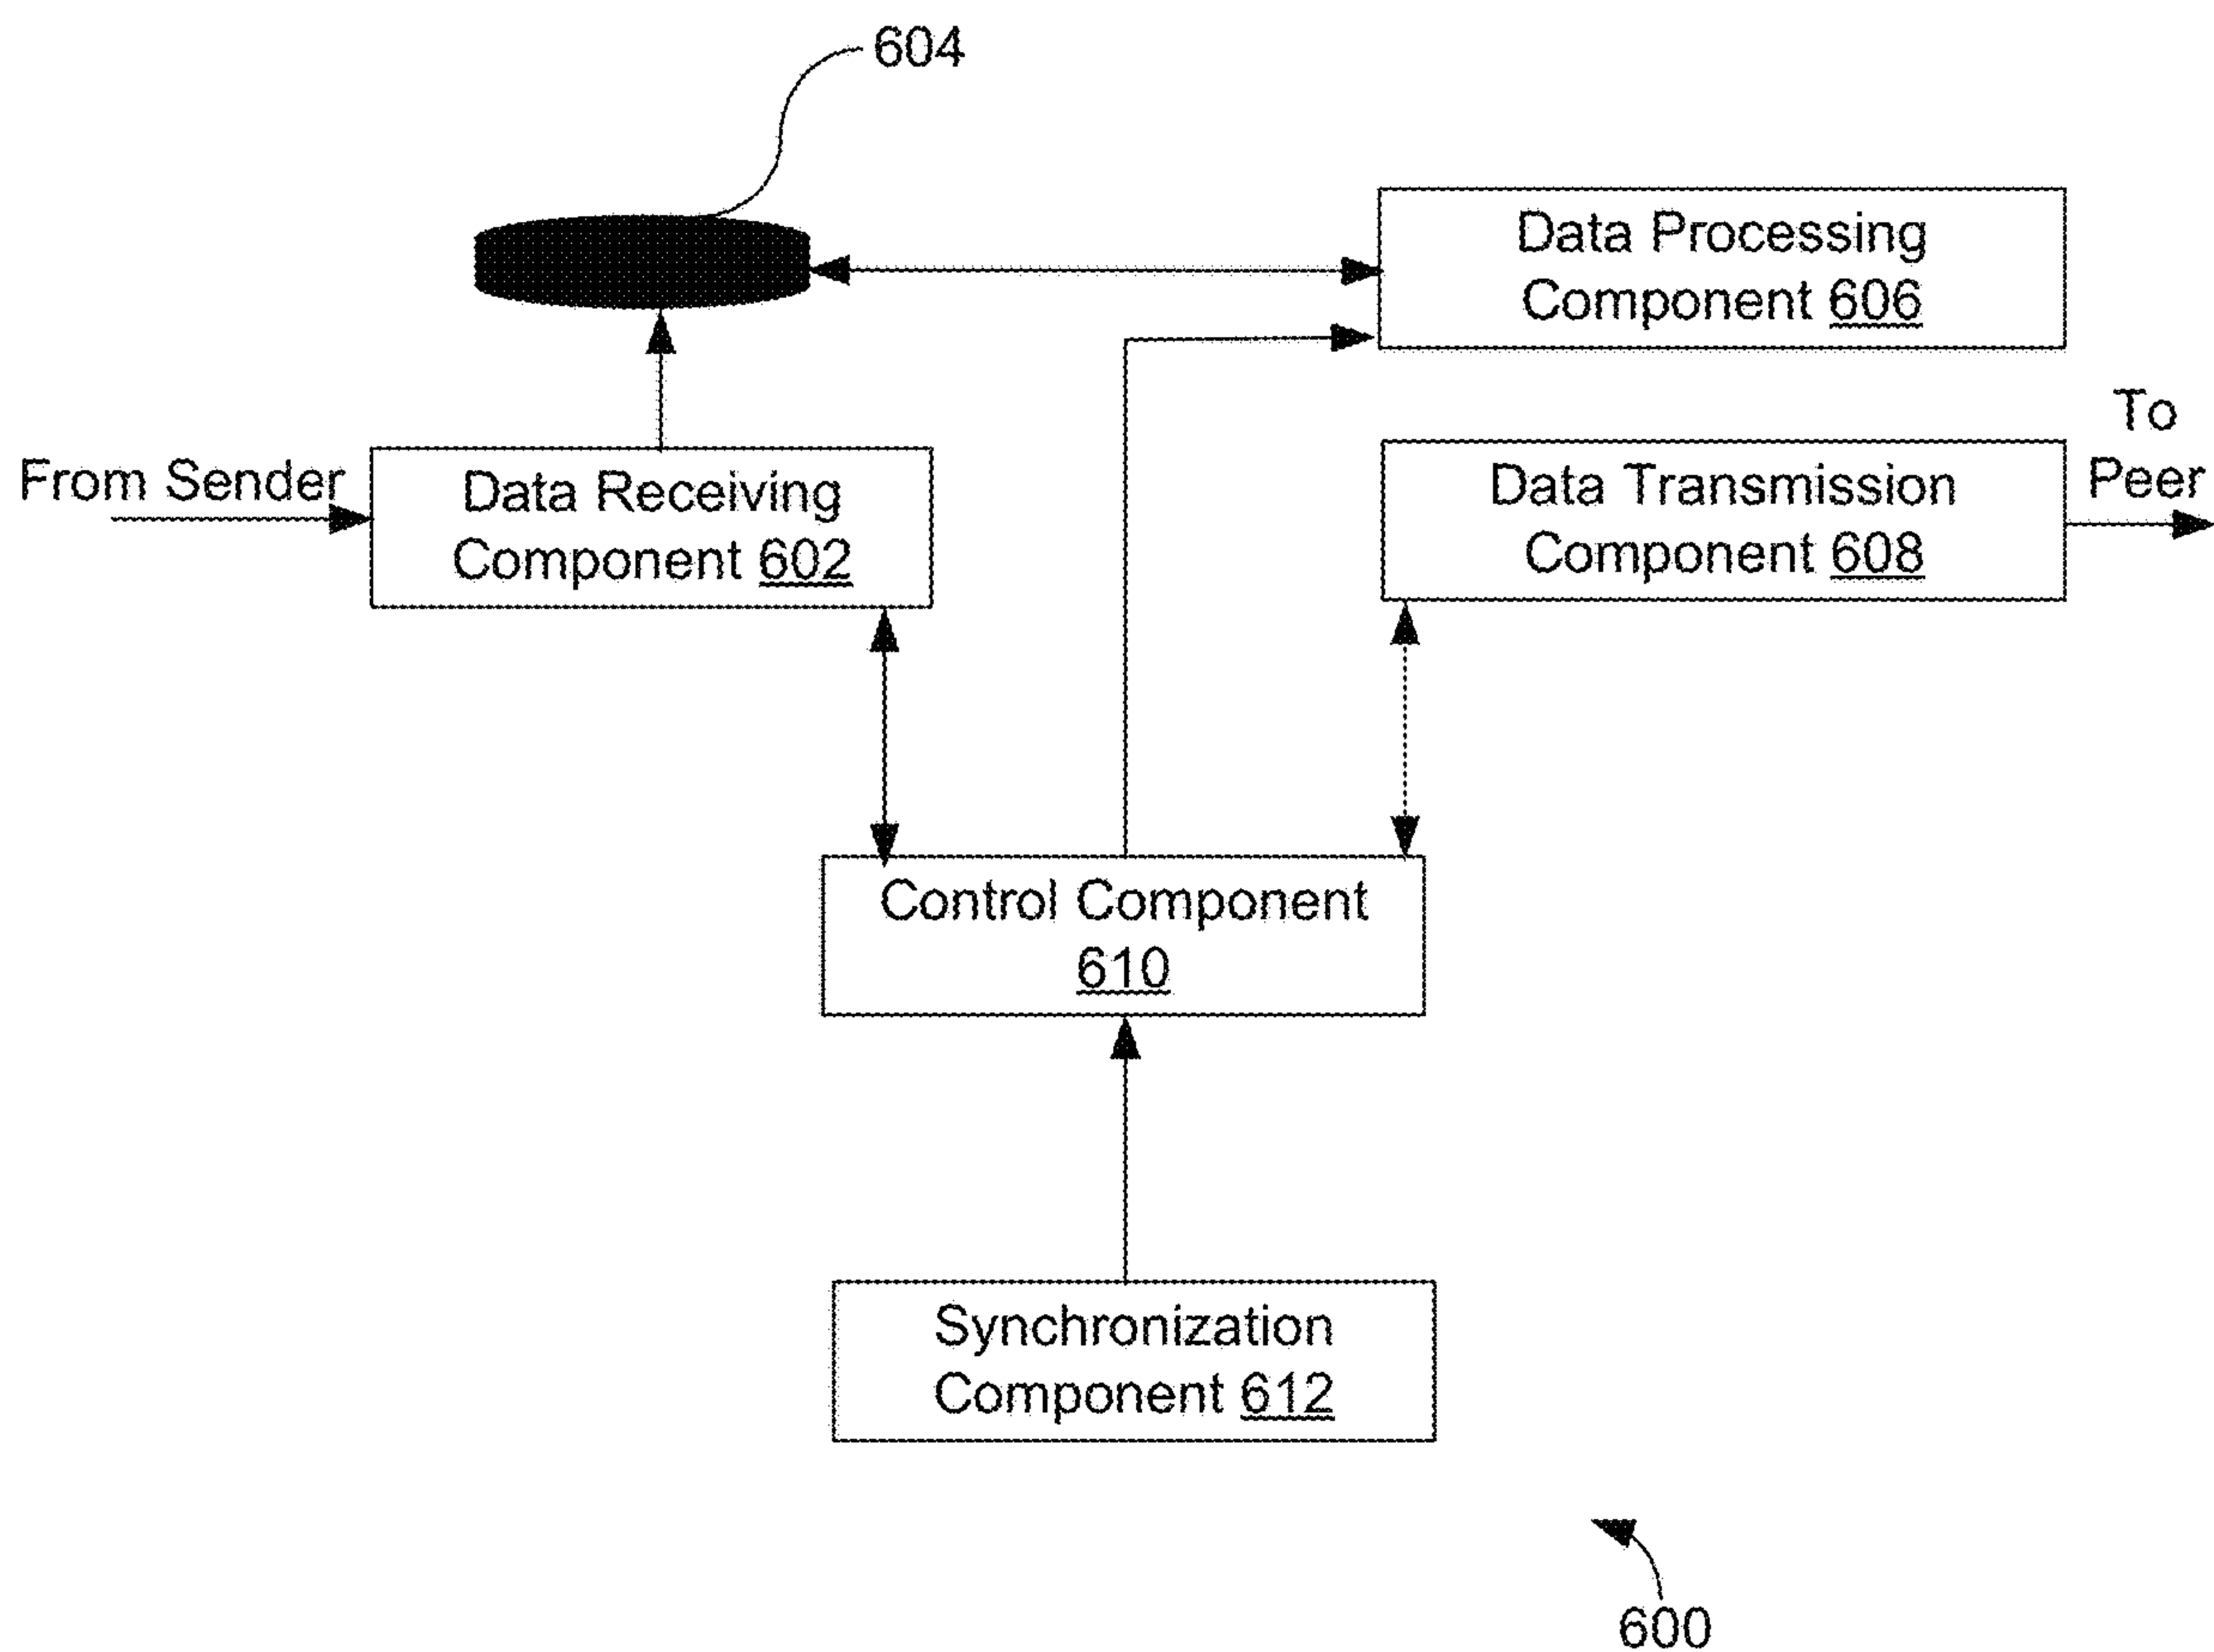 604
Data Processing
Component 606
To
Peer
From Sender
Data Receiving
Component 602
Data Transmission
Component 608
Control Component
610
Synchronization
Component 612
600